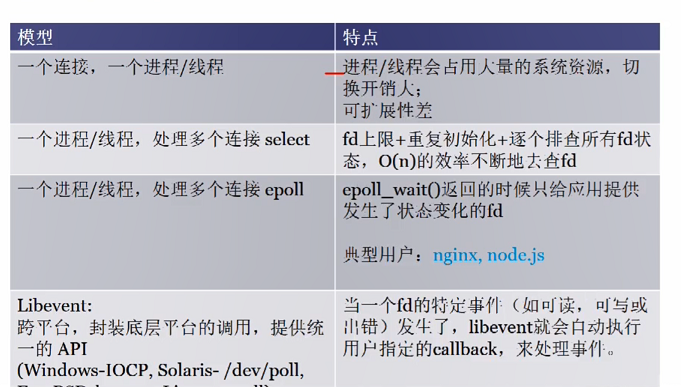 模型
特点
一个连接，一个进程/线程
进程/线程会占用大量的系统资源，切
换开销大；
可扩展性差
一个进程/线程，处理多个连接 select
fd上限+重复初始化+逐个排查所有fd状
态，O(n)的效率不断地去查fd
一个进程/线程，处理多个连接 epoll
epoll_wait()返回的时候只给应用提供
发生了状态变化的fd
典型用户：nginx, node.js
Libevent:
跨平台，封装底层平台的调用，提供统
一的 API
(Windows-IOCP, Solaris- /dev/poll,
当一个fd的特定事件（如可读，可写或
出错）发生了，libevent就会自动执行
用户指定的callback，来处理事件。